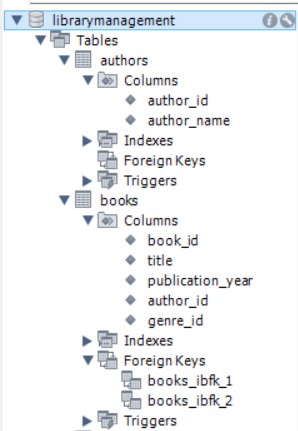 librarymanagement
Tables
authors
Columns
author_id
author_name
Indexes
Foreign Keys
Triggers
books
Columns
book_id
title
publication_year
author_id
genre_id
Indexes
Foreign Keys
books_ibfk_1
books_ibfk_2
Triggers